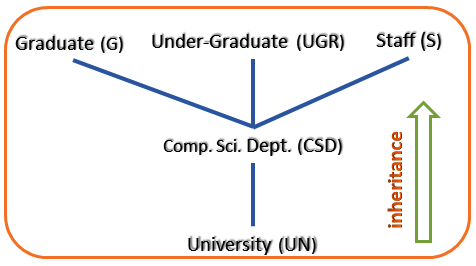 Graduate (G)
Under-Graduate (UGR)
Staff (S)
Comp. Sci. Dept. (CSD)
inheritance
University (UN)